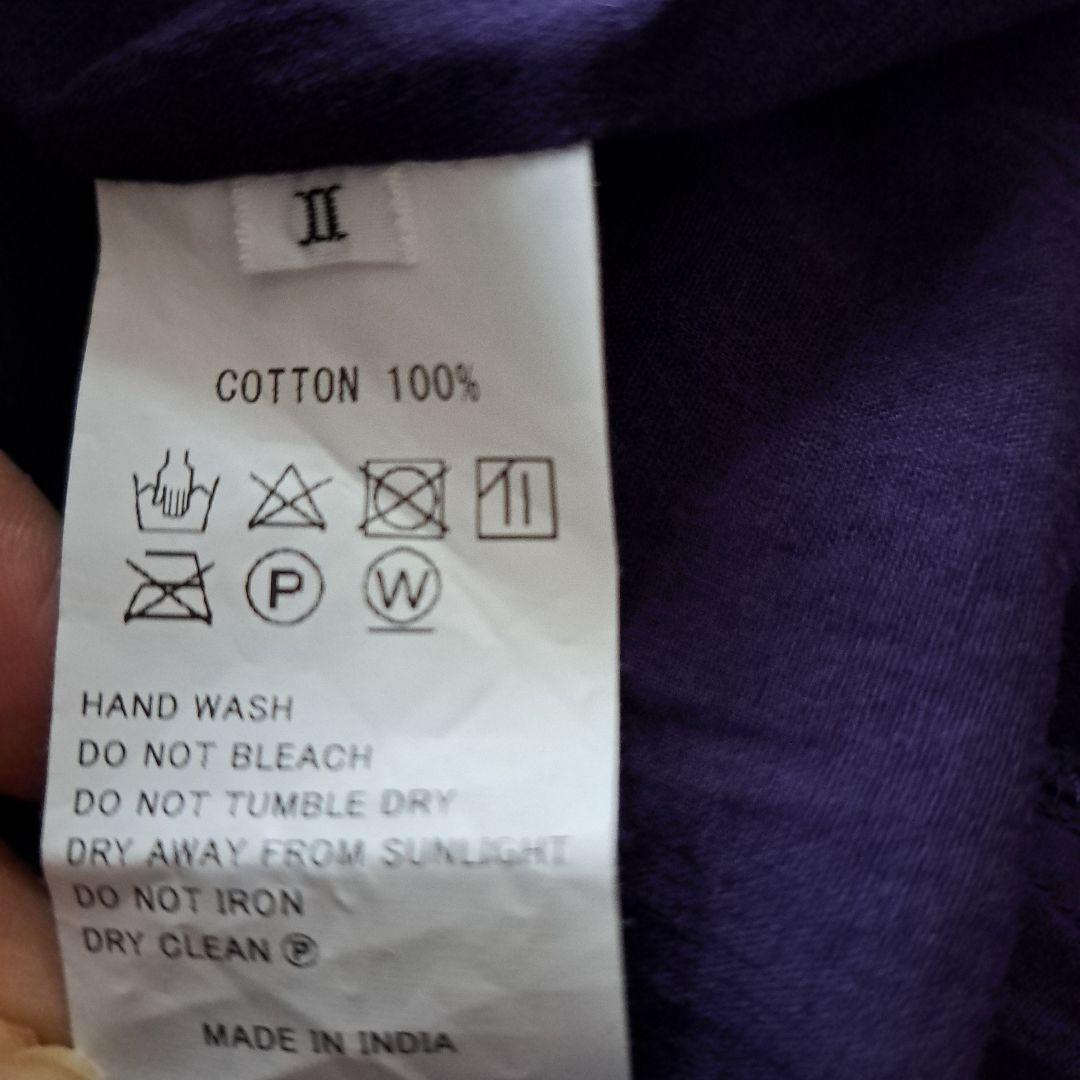 II
COTTON 100%
P W
HAND WASH
DO NOT BLEACH
DO NOT TUMBLE DRY
DRY AWAY FROM SUNLIGHT
DO NOT IRON
DRY CLEAN Ⓟ
MADE IN INDIA